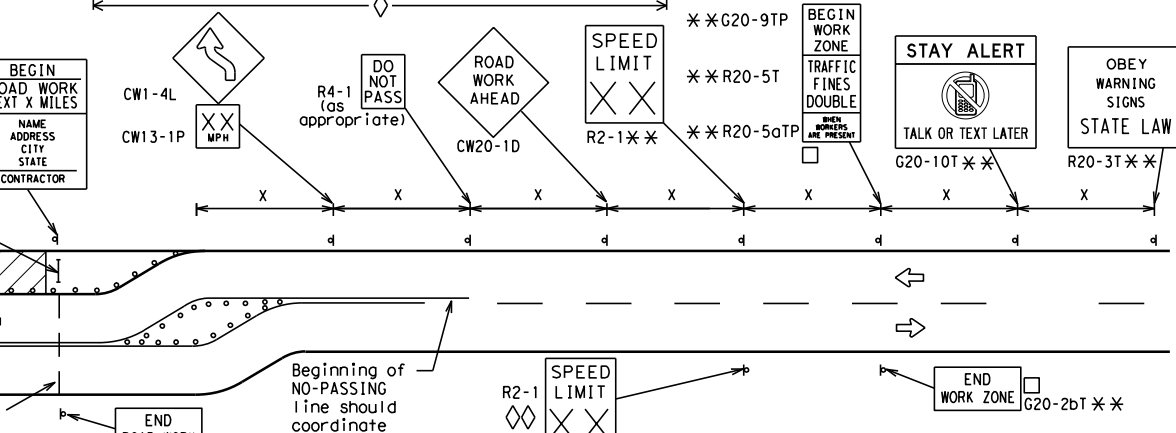 BEGIN
ROAD WORK
NEXT X MILES
NAME
ADDRESS
CITY
STATE
CONTRACTOR
CW1-4L
CW13-1P
X X
MPH
R4-1
(as
appropriate)
DO
NOT
PASS
ROAD
WORK
AHEAD
CW20-1D
SPEED
LIMIT
X X
R2-1**
**G20-9TP
**R20-5T
**R20-5aTP
BEGIN
WORK
ZONE
TRAFFIC
FINES
DOUBLE
WHEN
WORKERS
ARE PRESENT
STAY ALERT
TALK OR TEXT LATER
G20-10T **
OBEY
WARNING
SIGNS
STATE LAW
R20-3T**
X X X X X X X
Beginning of
NO-PASSING
line should
coordinate
R2-1
SPEED
LIMIT
X X
END
WORK ZONE
G20-2bT **
END
ROAD WORK